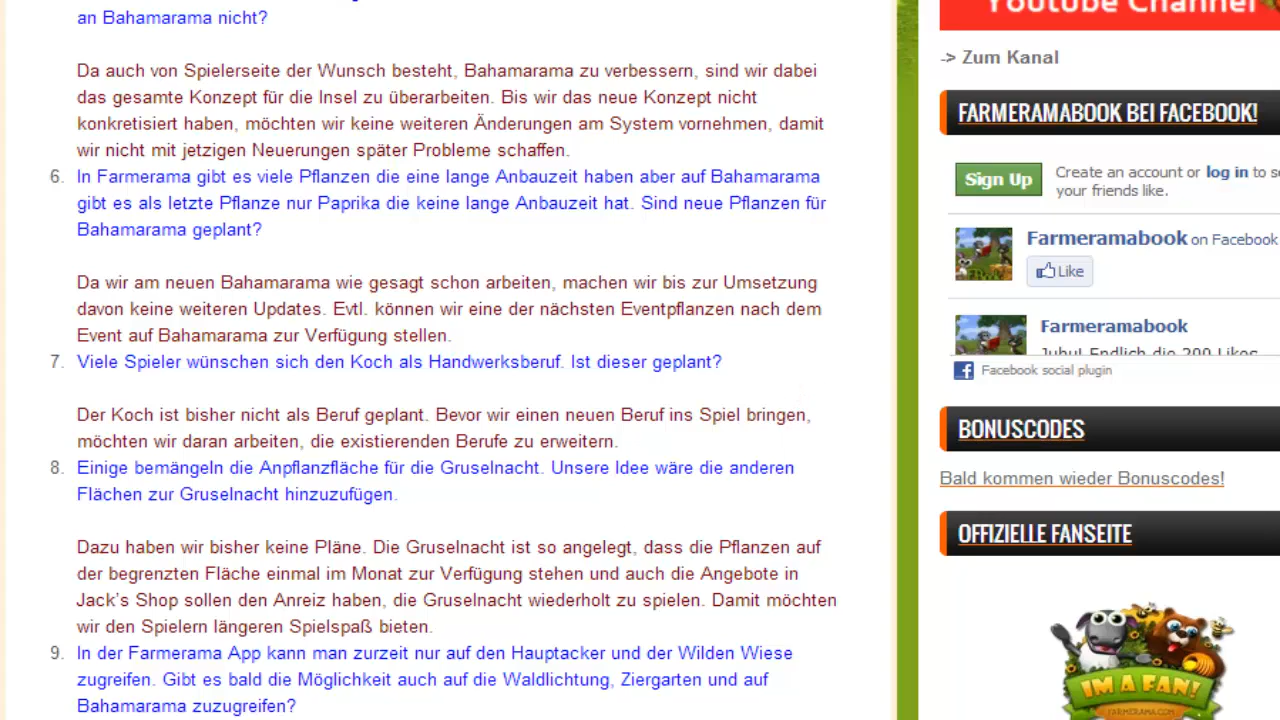 an Bahamarama nicht?
Da auch von Spielerseite der Wunsch besteht, Bahamarama zu verbessern, sind wir dabei
das gesamte Konzept für die Insel zu überarbeiten. Bis wir das neue Konzept nicht
konkretisiert haben, möchten wir keine weiteren Änderungen am System vornehmen, damit
wir nicht mit jetzigen Neuerungen später Probleme schaffen.
6. In Farmerama gibt es viele Pflanzen die eine lange Anbauzeit haben aber auf Bahamarama
gibt es als letzte Pflanze nur Paprika die keine lange Anbauzeit hat. Sind neue Pflanzen für
Bahamarama geplant?
Da wir am neuen Bahamarama wie gesagt schon arbeiten, machen wir bis zur Umsetzung
davon keine weiteren Updates. Evtl. können wir eine der nächsten Eventpflanzen nach dem
Event auf Bahamarama zur Verfügung stellen.
7. Viele Spieler wünschen sich den Koch als Handwerksberuf. Ist dieser geplant?
Der Koch ist bisher nicht als Beruf geplant. Bevor wir einen neuen Beruf ins Spiel bringen,
möchten wir daran arbeiten, die existierenden Berufe zu erweitern.
8. Einige bemängeln die Anpflanzfläche für die Gruselnacht. Unsere Idee wäre die anderen
Flächen zur Gruselnacht hinzuzufügen.
Dazu haben wir bisher keine Pläne. Die Gruselnacht ist so angelegt, dass die Pflanzen auf
der begrenzten Fläche einmal im Monat zur Verfügung stehen und auch die Angebote in
Jack's Shop sollen den Anreiz haben, die Gruselnacht wiederholt zu spielen. Damit möchten
wir den Spielern längeren Spielspaß bieten.
9. In der Farmerama App kann man zurzeit nur auf den Hauptacker und der Wilden Wiese
zugreifen. Gibt es bald die Möglichkeit auch auf die Waldlichtung, Ziergarten und auf
Bahamarama zuzugreifen?
Youtube Channel
-> Zum Kanal
FARMERAMABOOK BEI FACEBOOK!
Sign Up
Create an account or log in to
your friends like.
Farmeramabook on Facebook
Like
Farmeramabook
Juhu! Endlich die 200 Likes
Facebook social plugin
BONUSCODES
Bald kommen wieder Bonuscodes!
OFFIZIELLE FANSEITE
IM A FAN!
FARMERAMA.COM